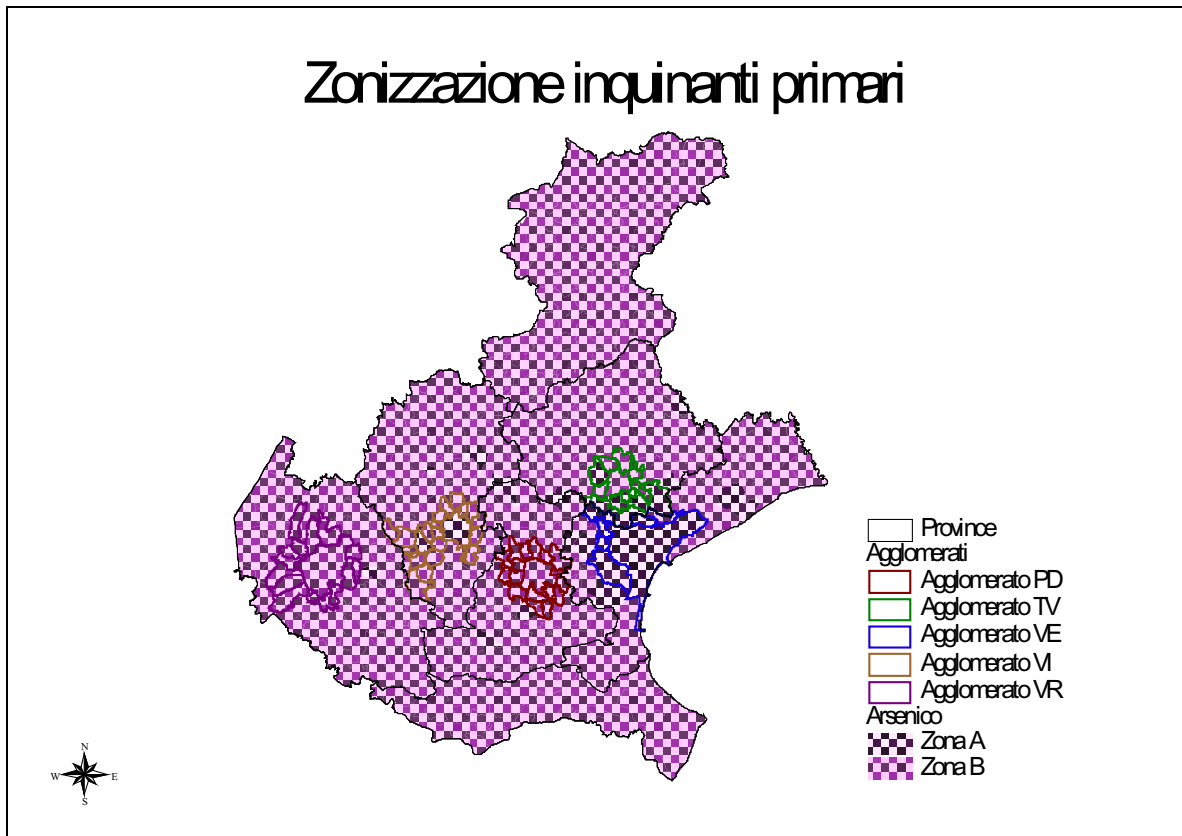 Zonizzazione inquinanti primari
Province
Agglomerati
Agglomerato PD
Agglomerato TV
Agglomerato VE
Agglomerato VI
Agglomerato VR
Arsenico
Zona A
Zona B
N
W E
S